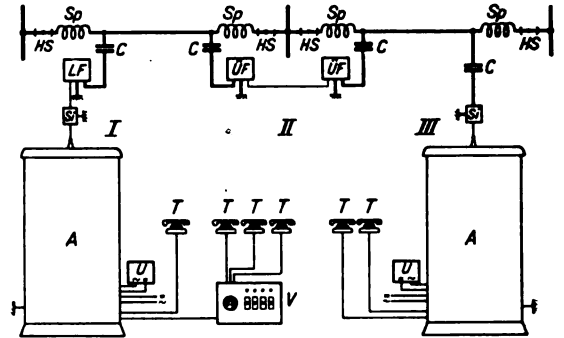 Sp Sp Sp Sp
HS HS HS HS
C C C C
LF ÜF ÜF
Si Si
I II III
A A
T T T T T T
U U
V